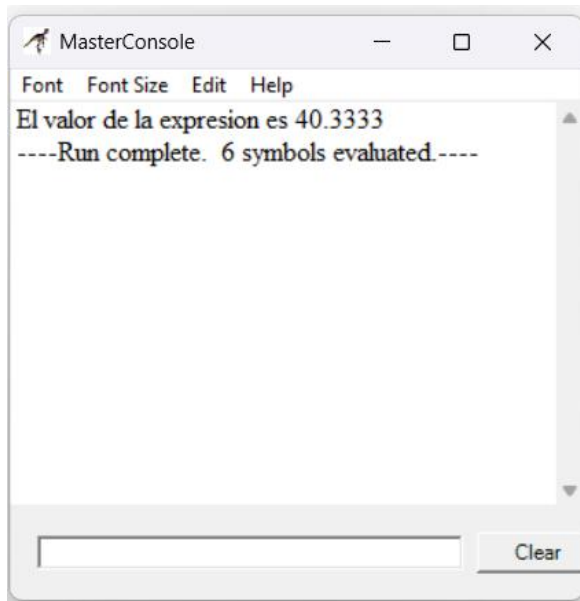 MasterConsole
Font Font Size Edit Help
El valor de la expresion es 40.3333
----Run complete.  6 symbols evaluated.----
Clear